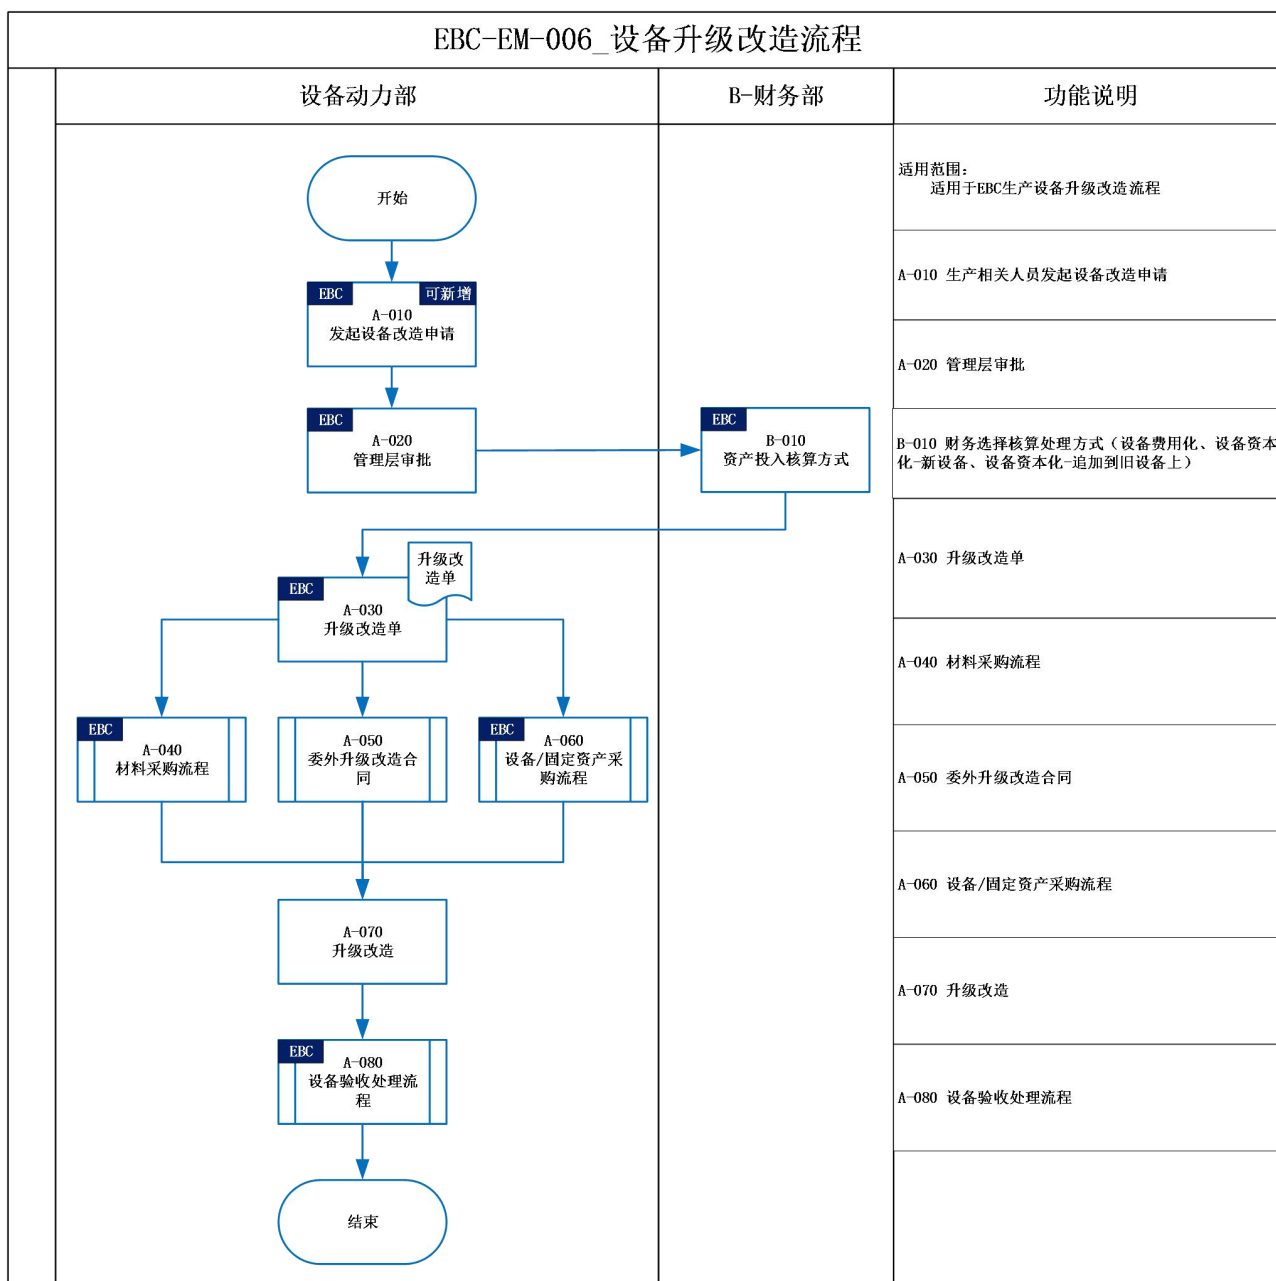 EBC-EM-006_设备升级改造流程
设备动力部
B-财务部
功能说明
开始
适用范围：
适用于EBC生产设备升级改造流程
EBC
可新增
A-010
发起设备改造申请
A-010 生产相关人员发起设备改造申请
EBC
A-020
管理层审批
A-020 管理层审批
EBC
B-010
资产投入核算方式
B-010 财务选择核算处理方式（设备费用化、设备资本
化-新设备、设备资本化-追加到旧设备上）
升级改
造单
EBC
A-030
升级改造单
A-030 升级改造单
EBC
A-040
材料采购流程
A-050
委外升级改造合
同
EBC
A-060
设备/固定资产采
购流程
A-040 材料采购流程
A-050 委外升级改造合同
A-060 设备/固定资产采购流程
A-070
升级改造
A-070 升级改造
EBC
A-080
设备验收处理流
程
A-080 设备验收处理流程
结束